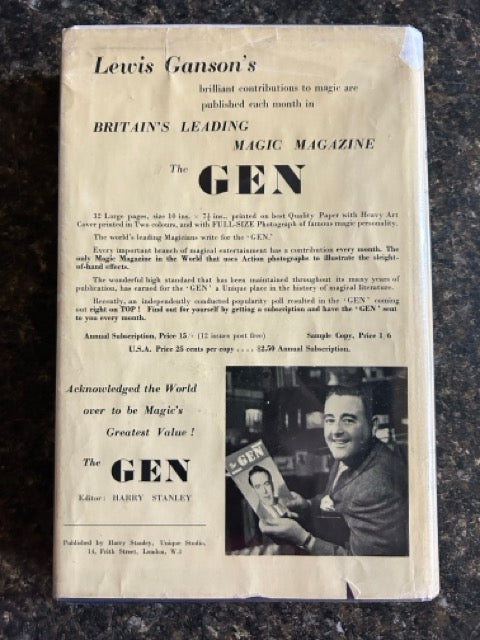 Lewis Ganson's
brilliant contributions to magic are
published each month in
BRITAIN'S LEADING
MAGIC MAGAZINE
The GEN
32 Large pages, size 10 ins. × 7½ ins., printed on best Quality Paper with Heavy Art
Cover printed in Two colours, and with FULL-SIZE Photograph of famous magic personality.
The world's leading Magicians write for the "GEN."
Every important branch of magical entertainment has a contribution every month. The
only Magic Magazine in the World that uses Action photographs to illustrate the sleight-
of-hand effects.
The wonderful high standard that has been maintained throughout its many years of
publication, has earned for the "GEN" a Unique place in the history of magical literature.
Recently, an independently conducted popularity poll resulted in the "GEN" coming
out right on TOP! Find out for yourself by getting a subscription and have the "GEN" sent
to you every month.
Annual Subscription, Price 15/- (12 issues post free) Sample Copy, Price 1/6
U.S.A. Price 25 cents per copy .... $2.50 Annual Subscription.
Acknowledged the World
over to be Magic's
Greatest Value !
The GEN
Editor: HARRY STANLEY
GEN
Published by Harry Stanley, Unique Studio,
14, Frith Street, London, W.1